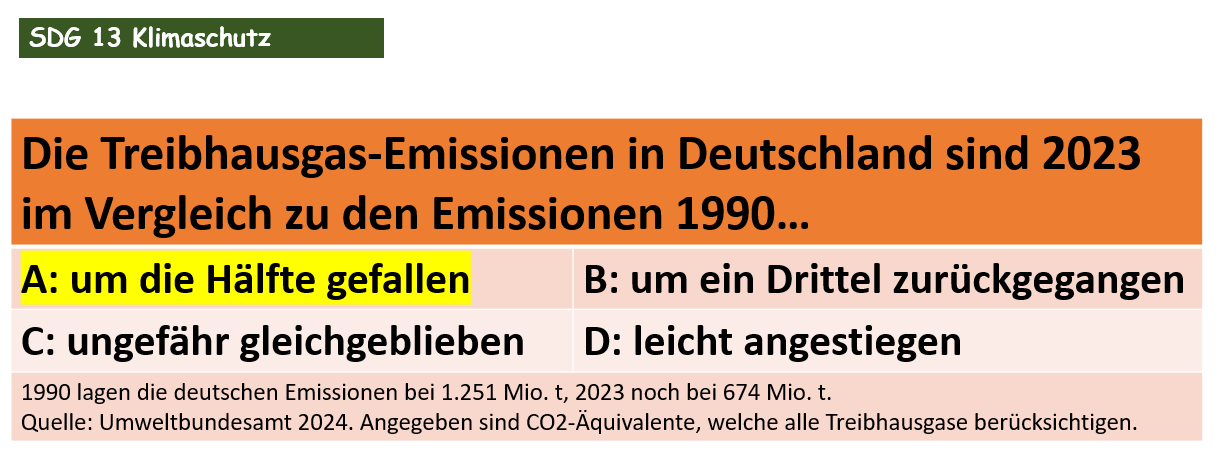 SDG 13 Klimaschutz
Die Treibhausgas-Emissionen in Deutschland sind 2023
im Vergleich zu den Emissionen 1990…
A: um die Hälfte gefallen
B: um ein Drittel zurückgegangen
C: ungefähr gleichgeblieben
D: leicht angestiegen
1990 lagen die deutschen Emissionen bei 1.251 Mio. t, 2023 noch bei 674 Mio. t.
Quelle: Umweltbundesamt 2024. Angegeben sind CO2-Äquivalente, welche alle Treibhausgase berücksichtigen.